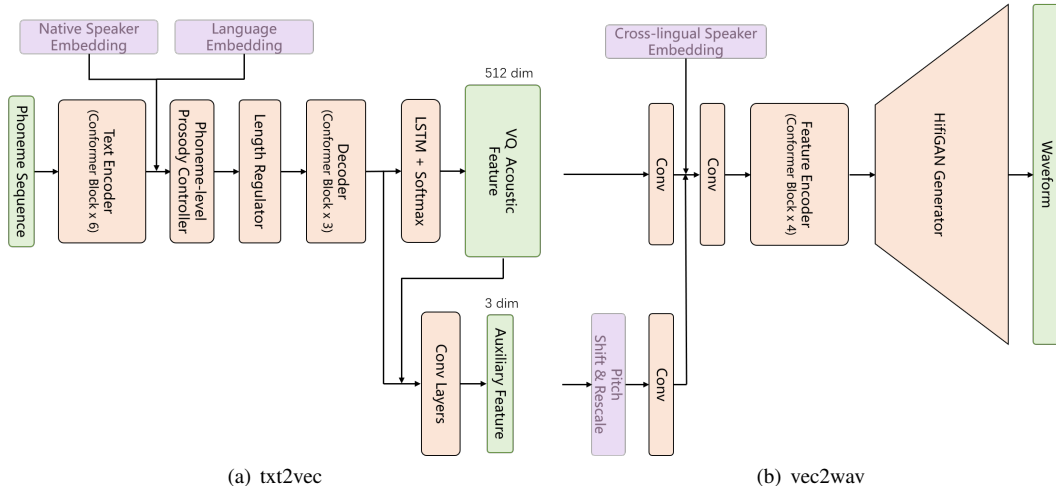 Native Speaker
Embedding
Language
Embedding
Phoneme Sequence
Text Encoder
(Conformer Block x 6)
Phoneme-level
Prosody Controller
Length Regulator
Decoder
(Conformer Block x 3)
LSTM + Softmax
512 dim
VQ Acoustic
Feature
Conv Layers
3 dim
Auxiliary Feature
(a) txt2vec
Cross-lingual Speaker
Embedding
Conv
Conv
Feature Encoder
(Conformer Block x 4)
HifiGAN Generator
Waveform
Pitch
Shift & Rescale
Conv
(b) vec2wav